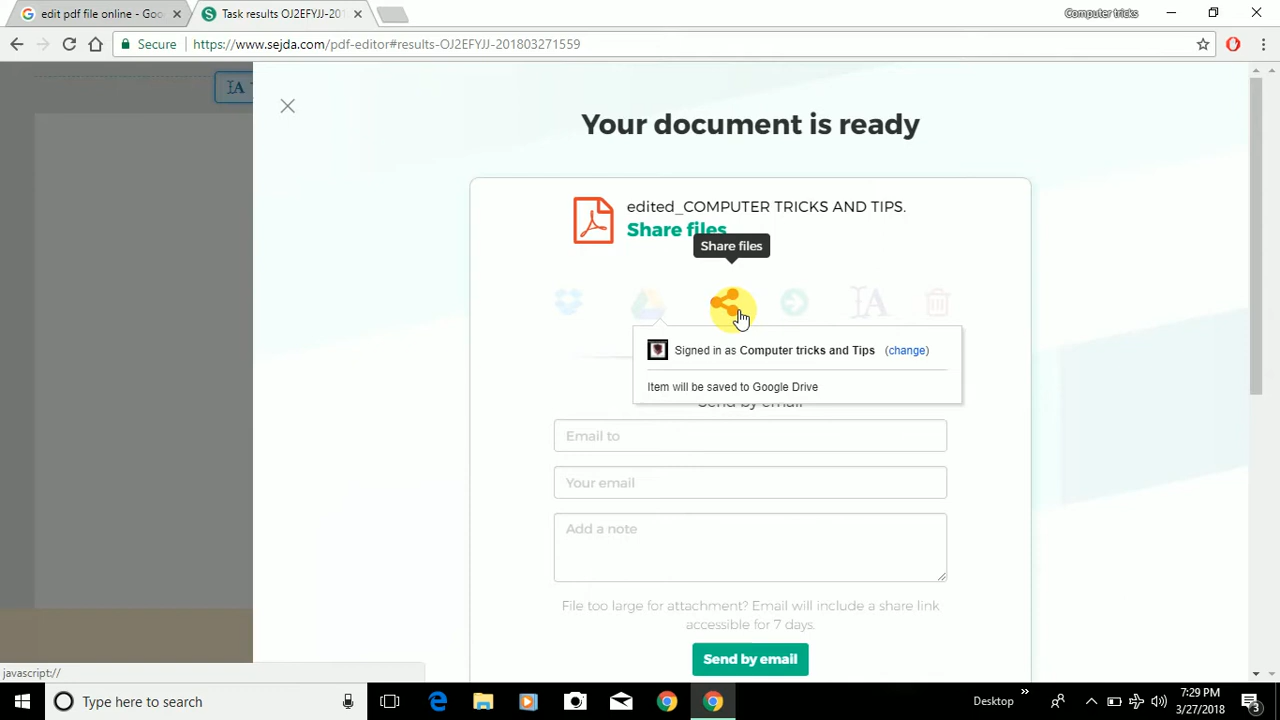 edit pdf file online - Goo
Task results OJ2EFYJJ-201
Computer tricks
Secure
https://www.sejda.com/pdf-editor#results-OJ2EFYJJ-201803271559
Your document is ready
edited_COMPUTER TRICKS AND TIPS.
Share files
Share files
Signed in as Computer tricks and Tips (change)
Item will be saved to Google Drive
Send by email
Email to
Your email
Add a note
File too large for attachment? Email will include a share link
accessible for 7 days.
Send by email
javascript://
Type here to search
Desktop
7:29 PM
3/27/2018
3